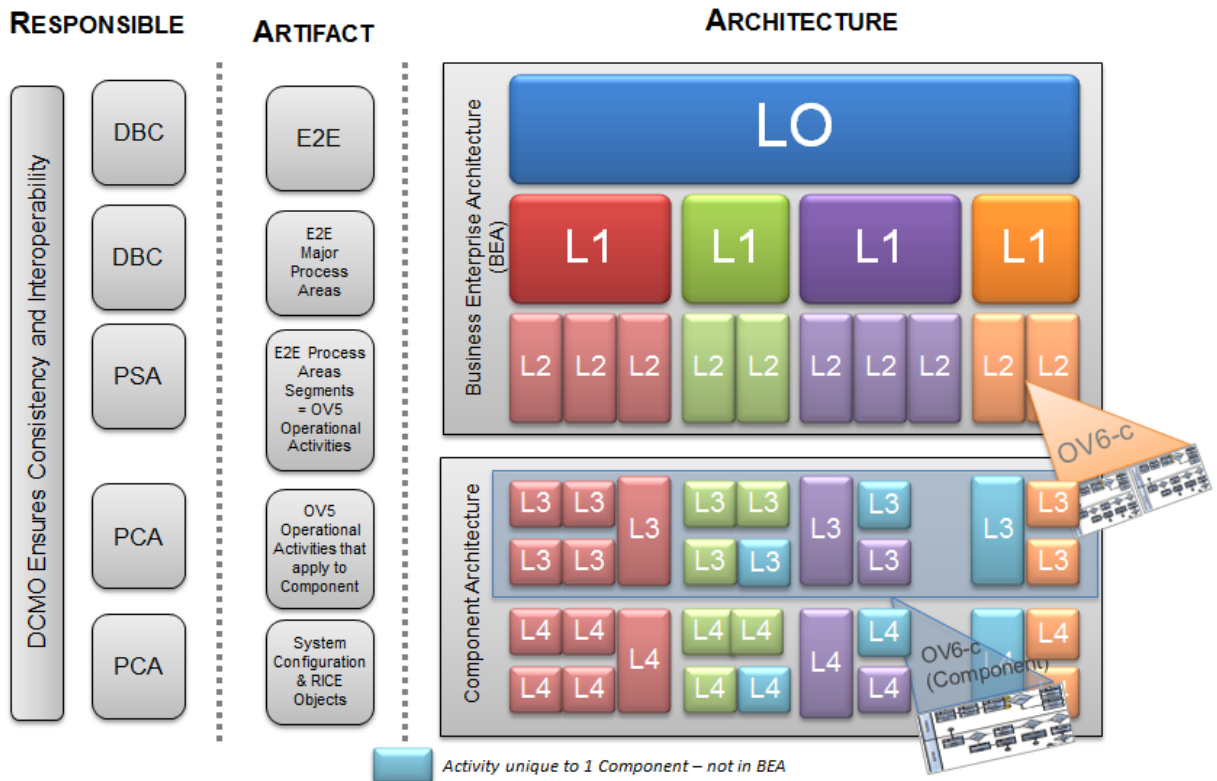 RESPONSIBLE
ARTIFACT
ARCHITECTURE
DCMO Ensures Consistency and Interoperability
DBC
DBC
PSA
PCA
PCA
E2E
E2E
Major
Process
Areas
E2E Process
Areas
Segments
= OV5
Operational
Activities
OV5
Operational
Activities that
apply to
Component
System
Configuration
& RICE
Objects
Business Enterprise Architecture
(BEA)
LO
L1 L1 L1 L1
L2 L2 L2 L2 L2 L2 L2 L2 L2 L2
OV6-c
Component Architecture
L3 L3 L3 L3 L3 L3 L3 L3 L3 L3
L3 L3 L3 L3 L3 L3
L4 L4 L4 L4 L4 L4 L4 L4
L4 L4 L4 L4 L4 L4
OV6-c
(Component)
Activity unique to 1 Component – not in BEA